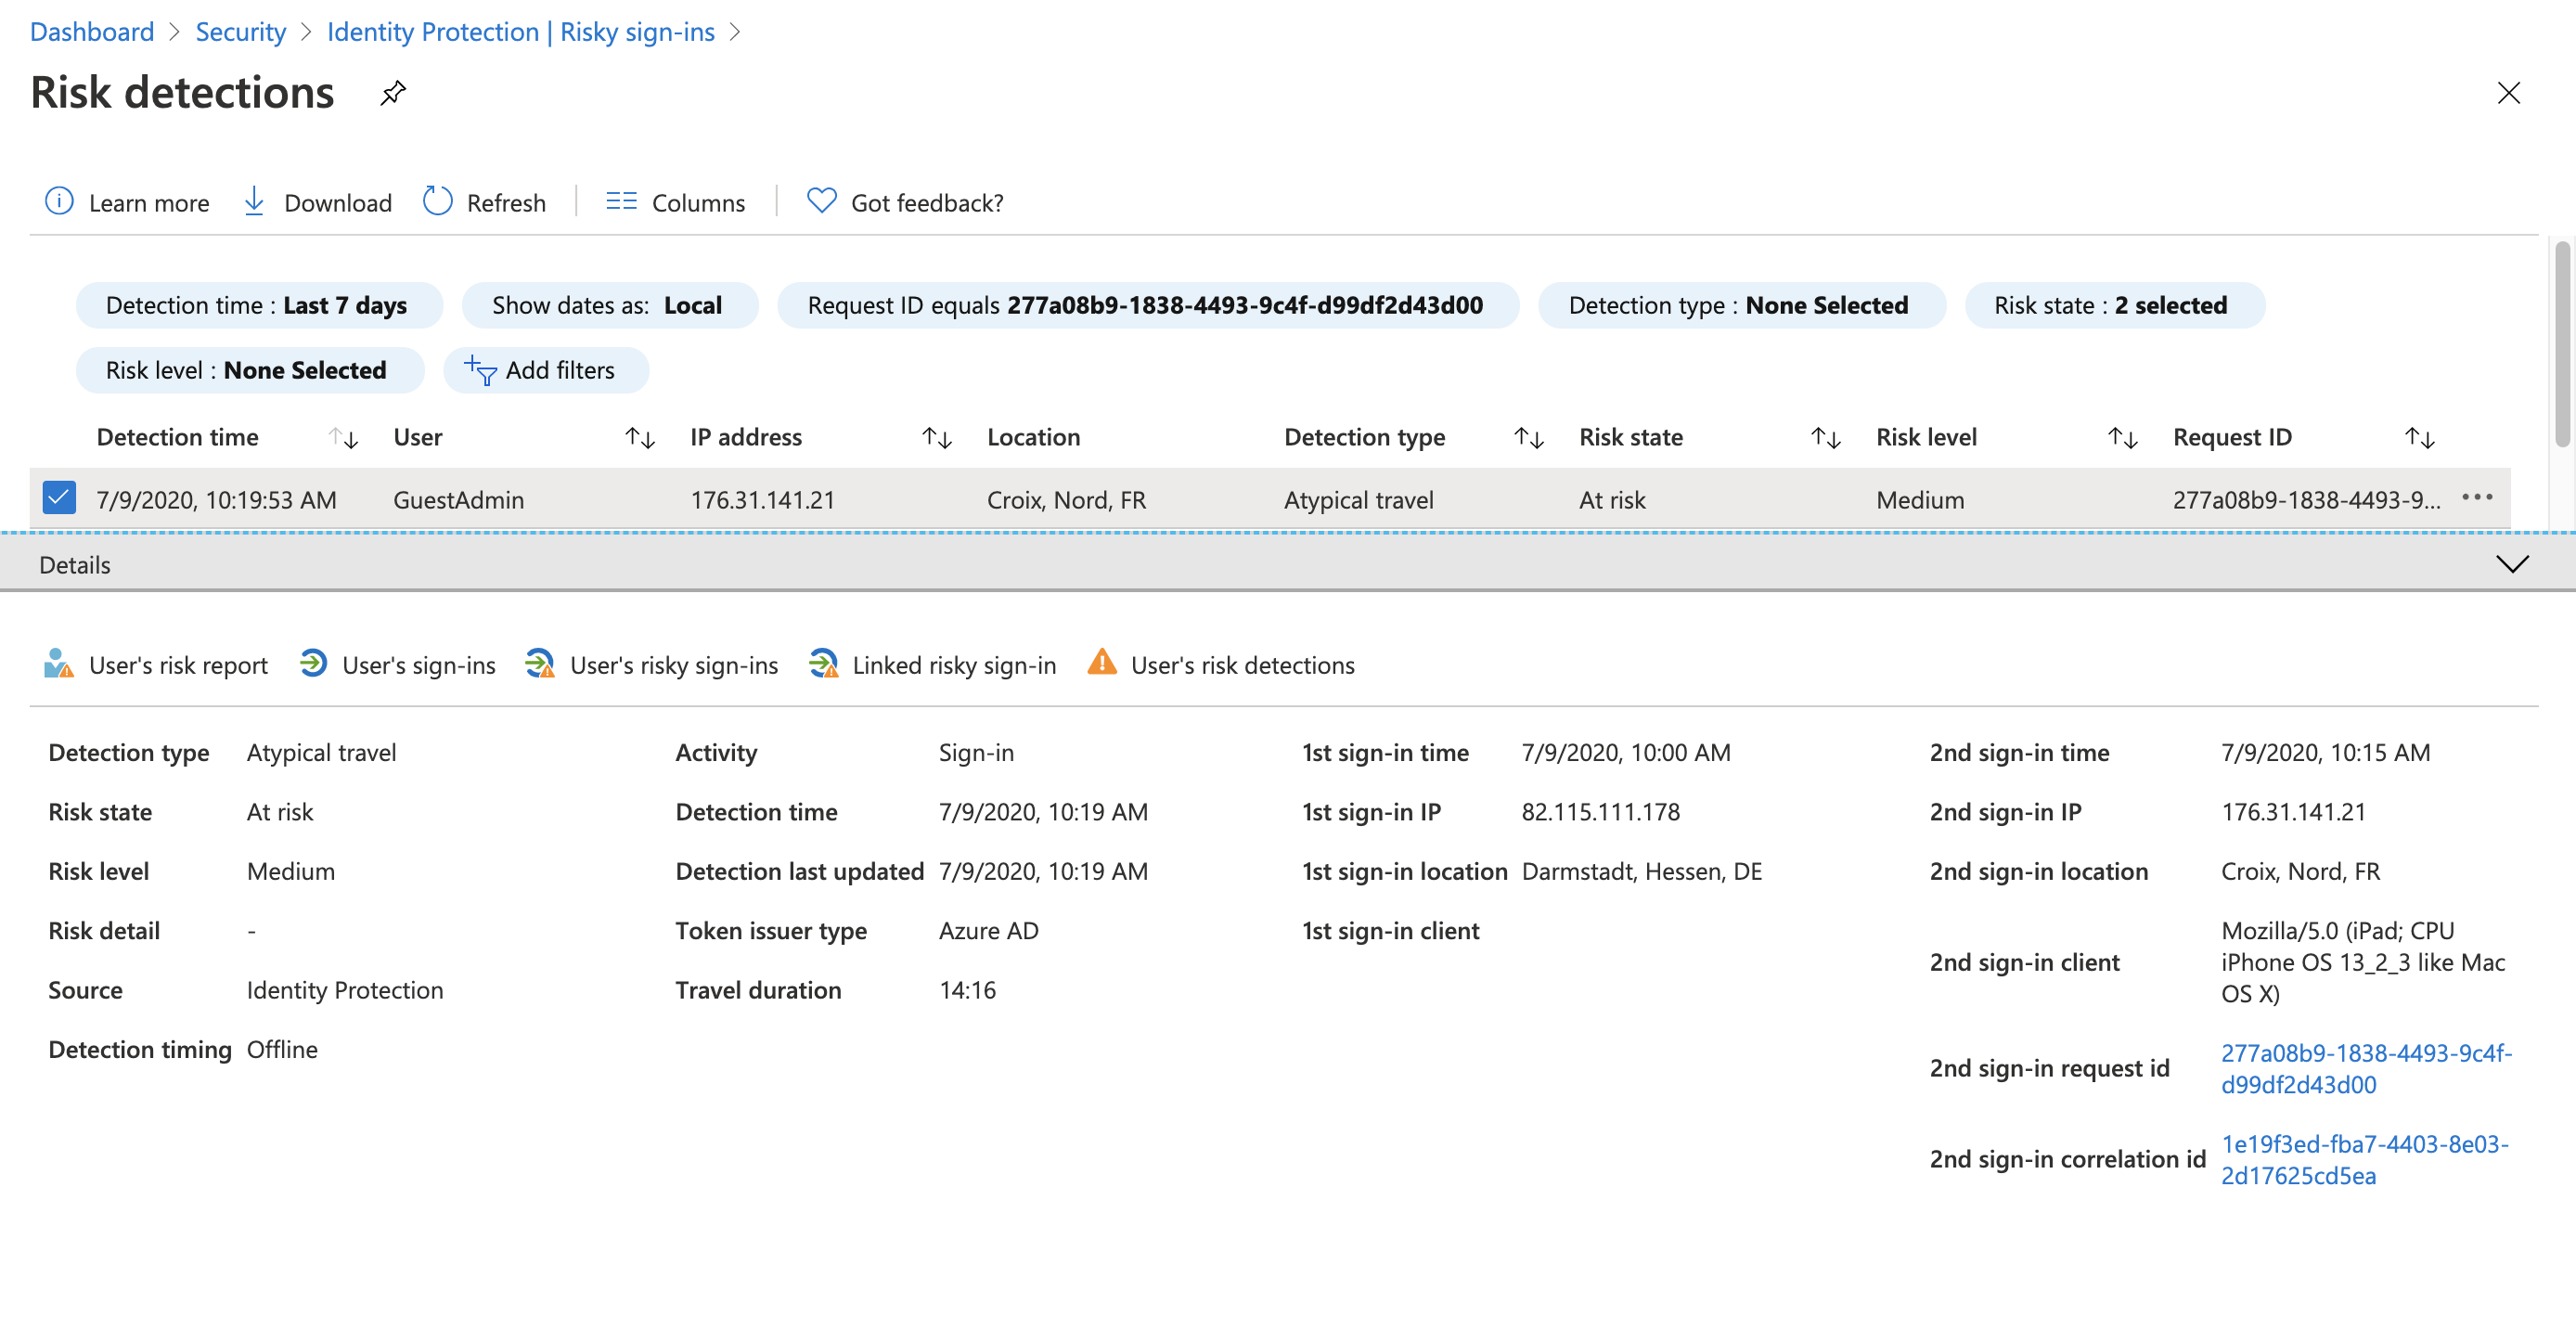 Dashboard > Security > Identity Protection | Risky sign-ins >
Risk detections
Learn more Download Refresh Columns Got feedback?
Detection time : Last 7 days Show dates as: Local Request ID equals 277a08b9-1838-4493-9c4f-d99df2d43d00 Detection type : None Selected Risk state : 2 selected
Risk level : None Selected Add filters
Detection time User IP address Location Detection type Risk state Risk level Request ID
7/9/2020, 10:19:53 AM GuestAdmin 176.31.141.21 Croix, Nord, FR Atypical travel At risk Medium 277a08b9-1838-4493-9... ...
Details
User's risk report User's sign-ins User's risky sign-ins Linked risky sign-in User's risk detections
Detection type Atypical travel
Risk state At risk
Risk level Medium
Risk detail -
Source Identity Protection
Detection timing Offline
Activity Sign-in
Detection time 7/9/2020, 10:19 AM
Detection last updated 7/9/2020, 10:19 AM
Token issuer type Azure AD
Travel duration 14:16
1st sign-in time 7/9/2020, 10:00 AM
1st sign-in IP 82.115.111.178
1st sign-in location Darmstadt, Hessen, DE
1st sign-in client
2nd sign-in time 7/9/2020, 10:15 AM
2nd sign-in IP 176.31.141.21
2nd sign-in location Croix, Nord, FR
2nd sign-in client Mozilla/5.0 (iPad; CPU
iPhone OS 13_2_3 like Mac
OS X)
2nd sign-in request id 277a08b9-1838-4493-9c4f-
d99df2d43d00
2nd sign-in correlation id 1e19f3ed-fba7-4403-8e03-
2d17625cd5ea